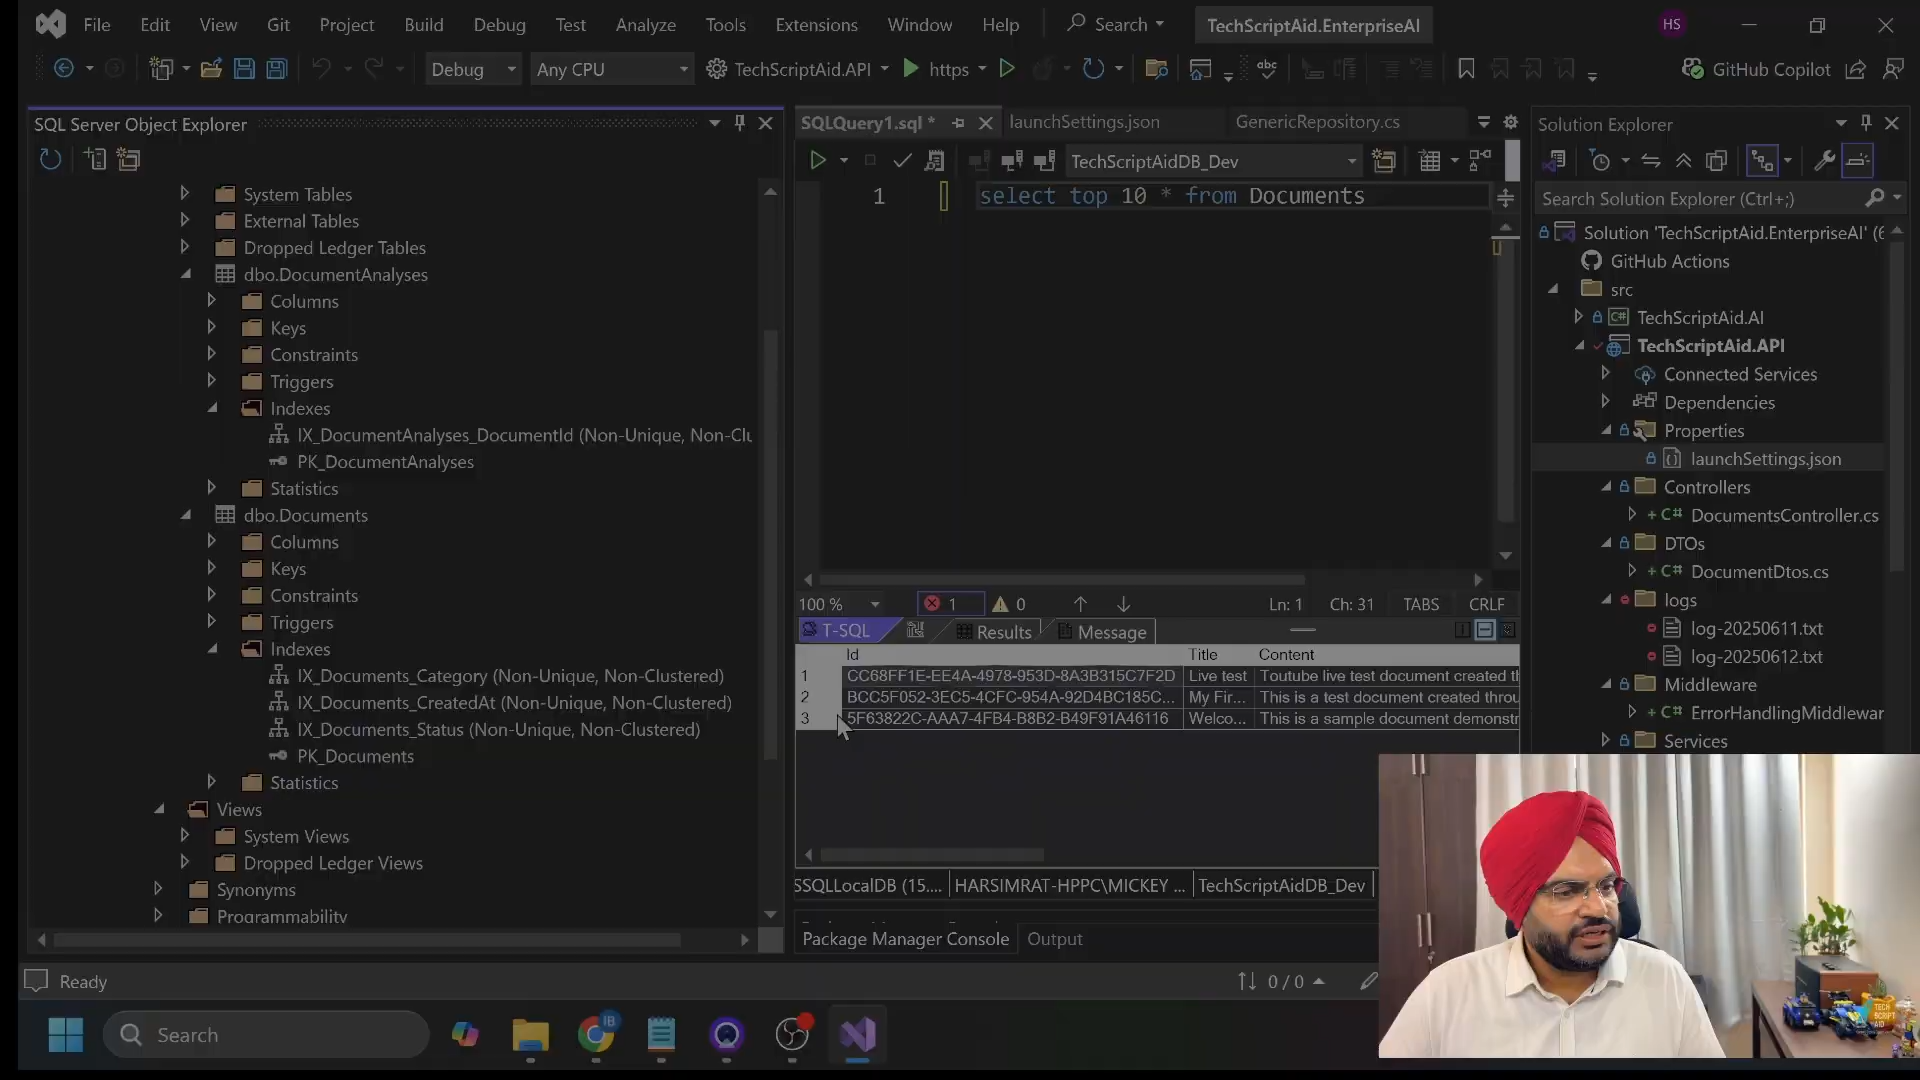 File Edit View Git Project Build Debug Test Analyze Tools Extensions Window Help Search TechScriptAid.EnterpriseAI HS
Debug Any CPU TechScriptAid.API https GitHub Copilot
SQL Server Object Explorer
System Tables
External Tables
Dropped Ledger Tables
dbo.DocumentAnalyses
Columns
Keys
Constraints
Triggers
Indexes
IX_DocumentAnalyses_DocumentId (Non-Unique, Non-Clu
PK_DocumentAnalyses
Statistics
dbo.Documents
Columns
Keys
Constraints
Triggers
Indexes
IX_Documents_Category (Non-Unique, Non-Clustered)
IX_Documents_CreatedAt (Non-Unique, Non-Clustered)
IX_Documents_Status (Non-Unique, Non-Clustered)
PK_Documents
Statistics
Views
System Views
Dropped Ledger Views
Synonyms
Programmability
SQLQuery1.sql * launchSettings.json GenericRepository.cs
TechScriptAidDB_Dev
1 select top 10 * from Documents
100 % 1 0 Ln: 1 Ch: 31 TABS CRLF
T-SQL Results Message
Id Title Content
1 CC68FF1E-EE4A-4978-953D-8A3B315C7F2D Live test Toutube live test document created th
2 BCC5F052-3EC5-4CFC-954A-92D4BC185C... My Fir... This is a test document created throu
3 5F63822C-AAA7-4FB4-B8B2-B49F91A46116 Welco... This is a sample document demonstr
SSQLLocalDB (15.... HARSIMRAT-HPPC\MICKEY ... TechScriptAidDB_Dev
Package Manager Console Output
Solution Explorer
Search Solution Explorer (Ctrl+;)
Solution 'TechScriptAid.EnterpriseAI' (6
GitHub Actions
src
TechScriptAid.AI
TechScriptAid.API
Connected Services
Dependencies
Properties
launchSettings.json
Controllers
C# DocumentsController.cs
DTOs
C# DocumentDtos.cs
logs
log-20250611.txt
log-20250612.txt
Middleware
C# ErrorHandlingMiddlewar
Services
Ready 0 / 0
Search
IB
TECH
SCRIPT
AID